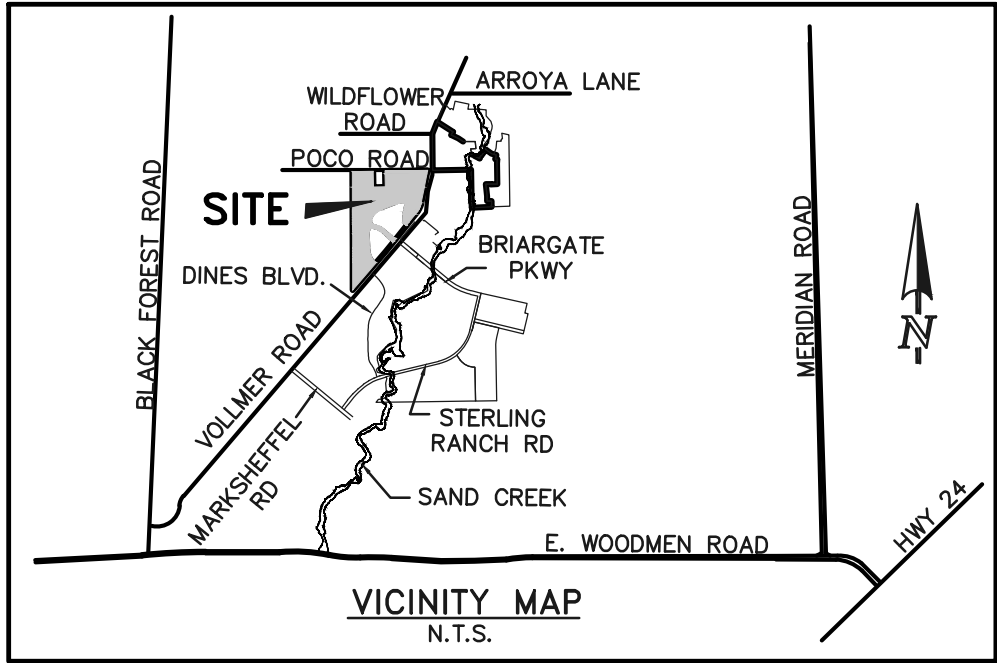 ARROYA LANE
WILDFLOWER
ROAD
POCO ROAD
SITE
BLACK FOREST ROAD
BRIARGATE
PKWY
DINES BLVD.
MERIDIAN ROAD
N
VOLLMER ROAD
MARKSHEFFEL
RD
STERLING
RANCH RD
SAND CREEK
HWY 24
E. WOODMEN ROAD
VICINITY MAP
N.T.S.